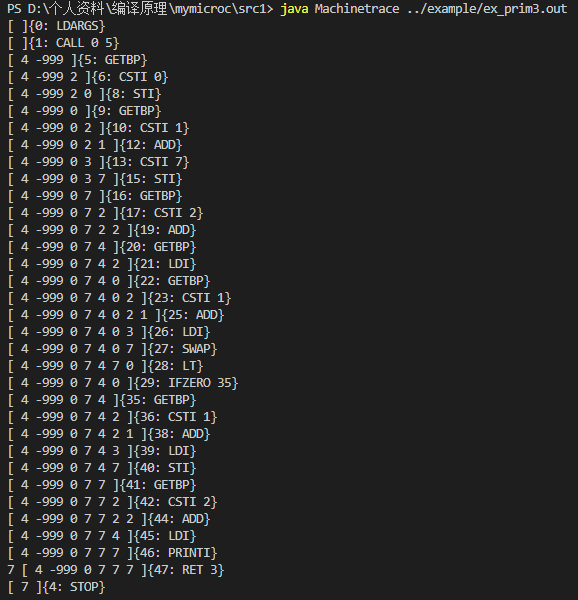 PS D:\个人资料\编译原理\mymicroc\src1> java Machinetrace ../example/ex_prim3.out
[ ]{0: LDARGS}
[ ]{1: CALL 0 5}
[ 4 -999 ]{5: GETBP}
[ 4 -999 2 ]{6: CSTI 0}
[ 4 -999 2 0 ]{8: STI}
[ 4 -999 0 ]{9: GETBP}
[ 4 -999 0 2 ]{10: CSTI 1}
[ 4 -999 0 2 1 ]{12: ADD}
[ 4 -999 0 3 ]{13: CSTI 7}
[ 4 -999 0 3 7 ]{15: STI}
[ 4 -999 0 7 ]{16: GETBP}
[ 4 -999 0 7 2 ]{17: CSTI 2}
[ 4 -999 0 7 2 2 ]{19: ADD}
[ 4 -999 0 7 4 ]{20: GETBP}
[ 4 -999 0 7 4 2 ]{21: LDI}
[ 4 -999 0 7 4 0 ]{22: GETBP}
[ 4 -999 0 7 4 0 2 ]{23: CSTI 1}
[ 4 -999 0 7 4 0 2 1 ]{25: ADD}
[ 4 -999 0 7 4 0 3 ]{26: LDI}
[ 4 -999 0 7 4 0 7 ]{27: SWAP}
[ 4 -999 0 7 4 7 0 ]{28: LT}
[ 4 -999 0 7 4 0 ]{29: IFZERO 35}
[ 4 -999 0 7 4 ]{35: GETBP}
[ 4 -999 0 7 4 2 ]{36: CSTI 1}
[ 4 -999 0 7 4 2 1 ]{38: ADD}
[ 4 -999 0 7 4 3 ]{39: LDI}
[ 4 -999 0 7 4 7 ]{40: STI}
[ 4 -999 0 7 7 ]{41: GETBP}
[ 4 -999 0 7 7 2 ]{42: CSTI 2}
[ 4 -999 0 7 7 2 2 ]{44: ADD}
[ 4 -999 0 7 7 4 ]{45: LDI}
[ 4 -999 0 7 7 7 ]{46: PRINTI}
7 [ 4 -999 0 7 7 7 ]{47: RET 3}
[ 7 ]{4: STOP}